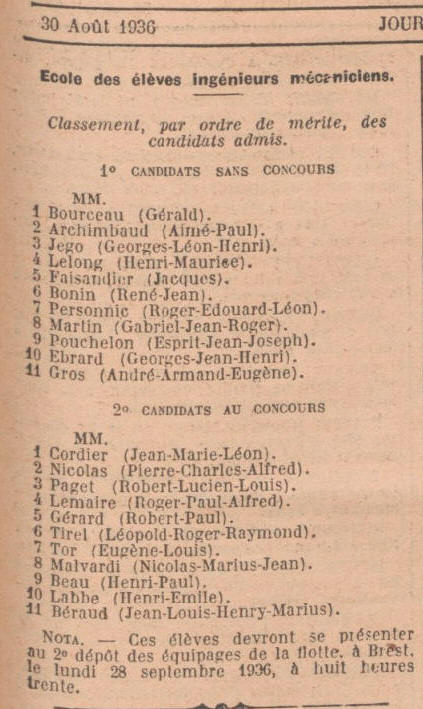 30 Août 1936 JOUR
Ecole des élèves ingénieurs mécaniciens.
Classement, par ordre de mérite, des
candidats admis.
1º CANDIDATS SANS CONCOURS
MM.
1 Bourceau (Gérald).
2 Archimbaud (Aimé-Paul).
3 Jego (Georges-Léon-Henri).
4 Lelong (Henri-Maurice).
5 Faisandier (Jacques).
6 Bonin (René-Jean).
7 Personnic (Roger-Edouard-Léon).
8 Martin (Gabriel-Jean-Roger).
9 Pouchelon (Esprit-Jean-Joseph).
10 Ebrard (Georges-Jean-Henri).
11 Gros (André-Armand-Eugène).
2º CANDIDATS AU CONCOURS
MM.
1 Cordier (Jean-Marie-Léon).
2 Nicolas (Pierre-Charles-Alfred).
3 Paget (Robert-Lucien-Louis).
4 Lemaire (Roger-Paul-Alfred).
5 Gérard (Robert-Paul).
6 Tirel (Léopold-Roger-Raymond).
7 Tor (Eugène-Louis).
8 Malvardi (Nicolas-Marius-Jean).
9 Beau (Henri-Paul).
10 Labbe (Henri-Emile).
11 Béraud (Jean-Louis-Henry-Marius).
NOTA. — Ces élèves devront se présenter
au 2º dépôt des équipages de la flotte, à Brest,
le lundi 28 septembre 1936, à huit heures
trente.